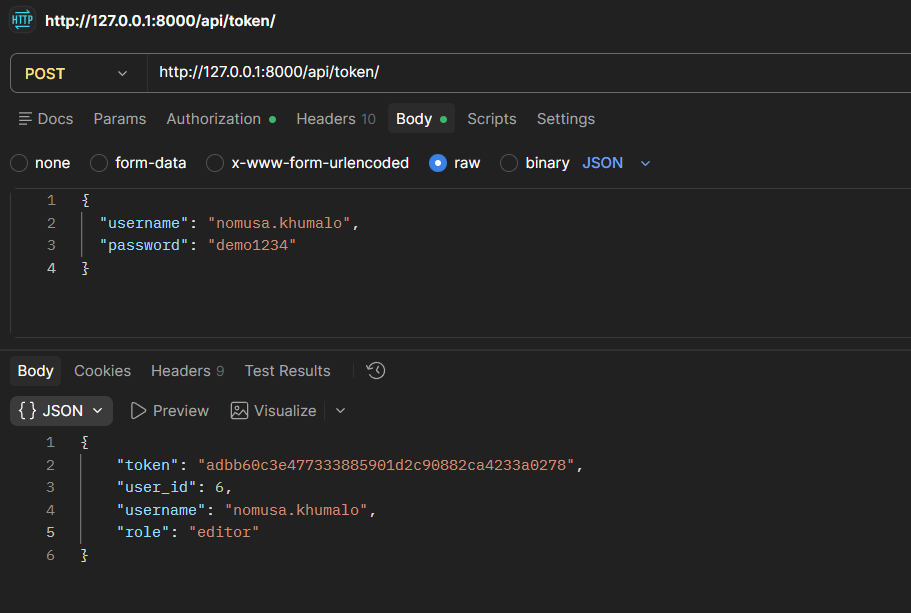 HTTP http://127.0.0.1:8000/api/token/
POST http://127.0.0.1:8000/api/token/
Docs Params Authorization Headers 10 Body Scripts Settings
none form-data x-www-form-urlencoded raw binary JSON
1 {
2 "username": "nomusa.khumalo",
3 "password": "demo1234"
4 }
Body Cookies Headers 9 Test Results
{} JSON Preview Visualize
1 {
2 "token": "adbb60c3e477333885901d2c90882ca4233a0278",
3 "user_id": 6,
4 "username": "nomusa.khumalo",
5 "role": "editor"
6 }